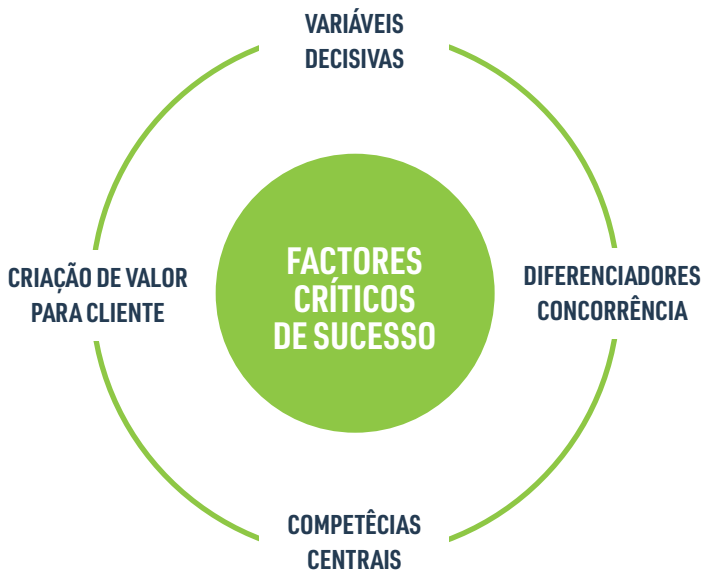 VARIÁVEIS
DECISIVAS
CRIAÇÃO DE VALOR
PARA CLIENTE
FACTORES
CRÍTICOS
DE SUCESSO
DIFERENCIADORES
CONCORRÊNCIA
COMPETÊCIAS
CENTRAIS